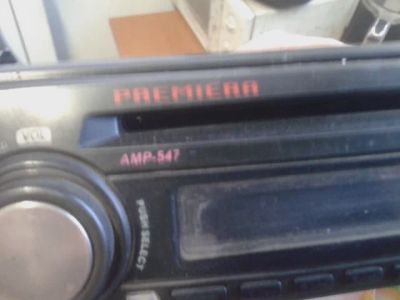 PREMIERA
VOL
AMP-547
PUSH SELECT